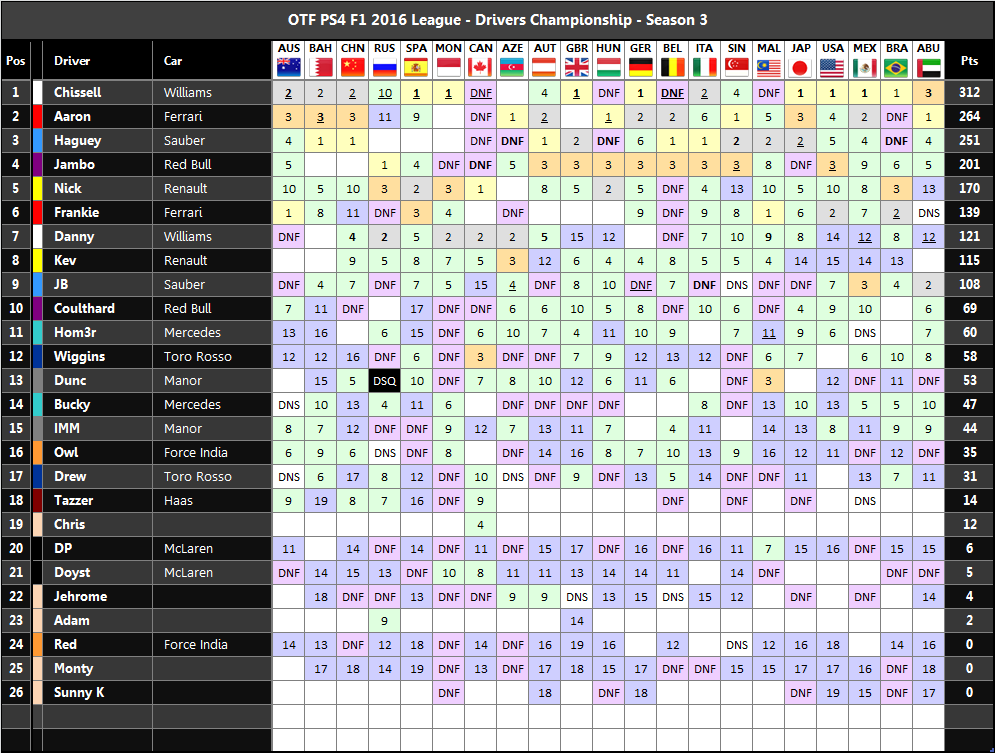 OTF PS4 F1 2016 League - Drivers Championship - Season 3
Pos Driver Car AUS BAH CHN RUS SPA MON CAN AZE AUT GBR HUN GER BEL ITA SIN MAL JAP USA MEX BRA ABU Pts
1 Chissell Williams 2 2 2 10 1 1 DNF 4 1 DNF 1 DNF 2 4 DNF 1 1 1 1 3 312
2 Aaron Ferrari 3 3 3 11 9 DNF 1 2 1 2 2 6 1 5 3 4 2 DNF 1 264
3 Haguey Sauber 4 1 1 DNF DNF 1 2 DNF 6 1 1 2 2 2 5 4 DNF 4 251
4 Jambo Red Bull 5 1 4 DNF DNF 5 3 3 3 3 3 3 3 8 DNF 3 9 6 5 201
5 Nick Renault 10 5 10 3 2 3 1 8 5 2 5 DNF 4 13 10 5 10 8 3 13 170
6 Frankie Ferrari 1 8 11 DNF 3 4 DNF 9 DNF 9 8 1 6 2 7 2 DNS 139
7 Danny Williams DNF 4 2 5 2 2 2 5 15 12 DNF 7 10 9 8 14 12 8 12 121
8 Kev Renault 9 5 8 7 5 3 12 6 4 4 8 5 5 4 14 15 14 13 115
9 JB Sauber DNF 4 7 DNF 7 5 15 4 DNF 8 10 DNF 7 DNF DNS DNF DNF 7 3 4 2 108
10 Coulthard Red Bull 7 11 DNF 17 DNF DNF 6 6 10 5 8 DNF 10 6 DNF 4 9 10 6 69
11 Hom3r Mercedes 13 16 6 15 DNF 6 10 7 4 11 10 9 7 11 9 6 DNS 7 60
12 Wiggins Toro Rosso 12 12 16 DNF 6 DNF 3 DNF DNF 7 9 12 13 12 DNF 6 7 6 10 8 58
13 Dunc Manor 15 5 DSQ 10 DNF 7 8 10 12 6 11 6 DNF 3 12 DNF 11 DNF 53
14 Bucky Mercedes DNS 10 13 4 11 6 DNF DNF DNF DNF 8 DNF 13 10 13 5 5 10 47
15 IMM Manor 8 7 12 DNF DNF 9 12 7 13 11 7 4 11 14 13 8 11 9 9 44
16 Owl Force India 6 9 6 DNS DNF 8 DNF 14 16 8 7 10 13 9 16 12 11 DNF 12 DNF 35
17 Drew Toro Rosso DNS 6 17 8 12 DNF 10 DNS DNF 9 DNF 13 5 14 DNF DNF 11 13 7 11 31
18 Tazzer Haas 9 19 8 7 16 DNF 9 DNF DNF DNF DNS 14
19 Chris 4 12
20 DP McLaren 11 14 DNF 14 DNF 11 DNF 15 17 DNF 16 DNF 16 11 7 15 16 DNF 15 15 6
21 Doyst McLaren DNF 14 15 13 DNF 10 8 11 11 13 14 14 11 14 DNF DNF DNF 5
22 Jehrome 18 DNF DNF 13 DNF DNF 9 9 DNS 13 15 DNS 15 12 DNF DNF 14 4
23 Adam 9 14 2
24 Red Force India 14 13 DNF 12 18 DNF 14 DNF 16 19 16 12 DNS 12 16 18 14 16 0
25 Monty 17 18 14 19 DNF 13 DNF 17 18 15 17 DNF DNF 15 15 17 17 16 DNF 18 0
26 Sunny K DNF 18 DNF 18 DNF 19 15 DNF 17 0